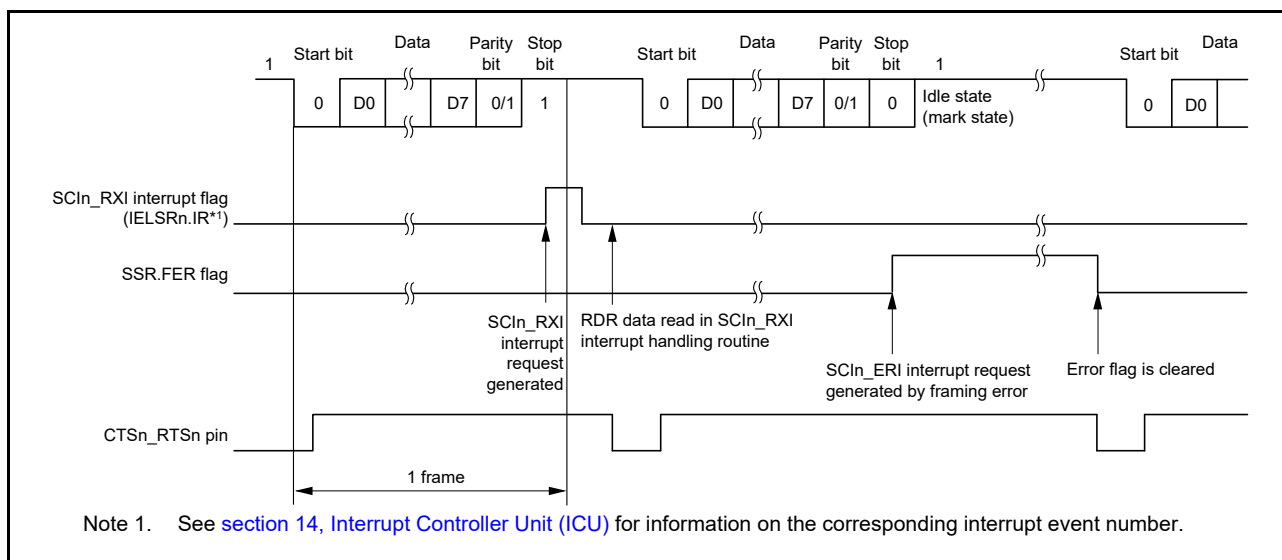 Start bit
Data
Parity
bit
Stop
bit
Start bit
Data
Parity
bit
Stop
bit
1
Start bit
Data
1
0
D0
D7
0/1
1
0
D0
D7
0/1
0
Idle state
(mark state)
0
D0
SCIn_RXI interrupt flag
(IELSRn.IR*1)
SSR.FER flag
SCIn_RXI
interrupt
request
generated
RDR data read in SCIn_RXI
interrupt handling routine
SCIn_ERI interrupt request
generated by framing error
Error flag is cleared
CTSn_RTSn pin
1 frame
Note 1. See section 14, Interrupt Controller Unit (ICU) for information on the corresponding interrupt event number.